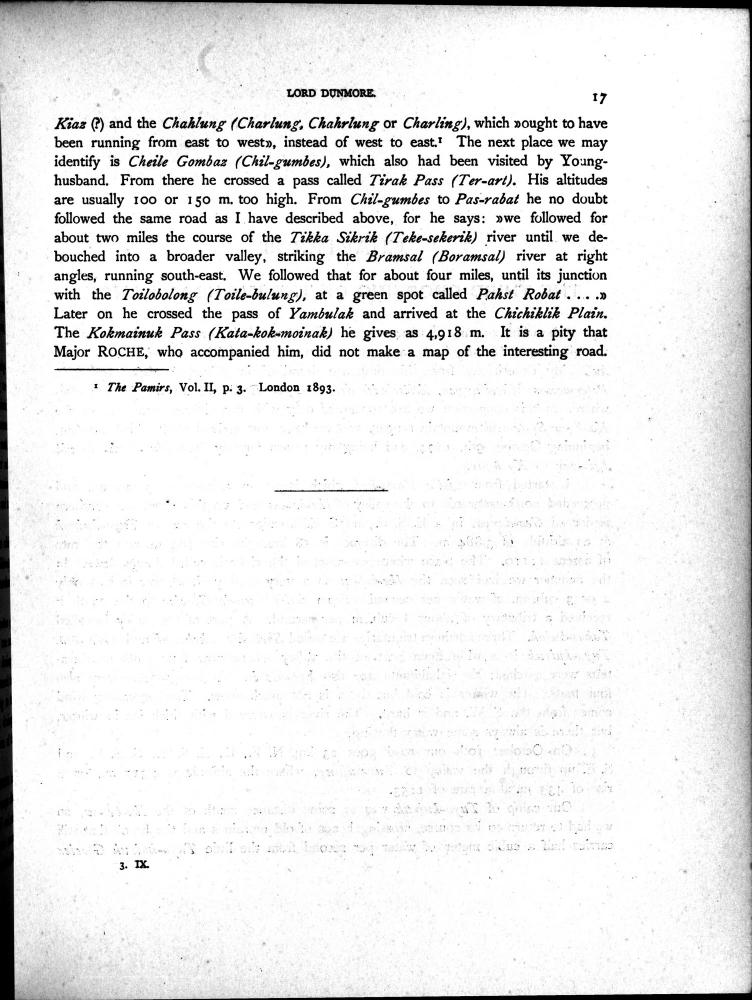 LORD DUNMORE.
17
Kiaz (?) and the Chahlung (Charlung, Chahrlung or Charling), which »ought to have
been running from east to west», instead of west to east.¹ The next place we may
identify is Cheile Gombaz (Chil-gumbes), which also had been visited by Young-
husband. From there he crossed a pass called Tirak Pass (Ter-art). His altitudes
are usually 100 or 150 m. too high. From Chil-gumbes to Pas-rabat he no doubt
followed the same road as I have described above, for he says: »we followed for
about two miles the course of the Tikka Sikrik (Teke-sekerik) river until we de-
bouched into a broader valley, striking the Bramsal (Boramsal) river at right
angles, running south-east. We followed that for about four miles, until its junction
with the Toilobolong (Toile-bulung), at a green spot called Pahst Robat . . . .»
Later on he crossed the pass of Yambulak and arrived at the Chichiklik Plain.
The Kokmainuk Pass (Kata-kok-moinak) he gives as 4,918 m. It is a pity that
Major ROCHE, who accompanied him, did not make a map of the interesting road.
¹ The Pamirs, Vol. II, p. 3. London 1893.
3. IX.